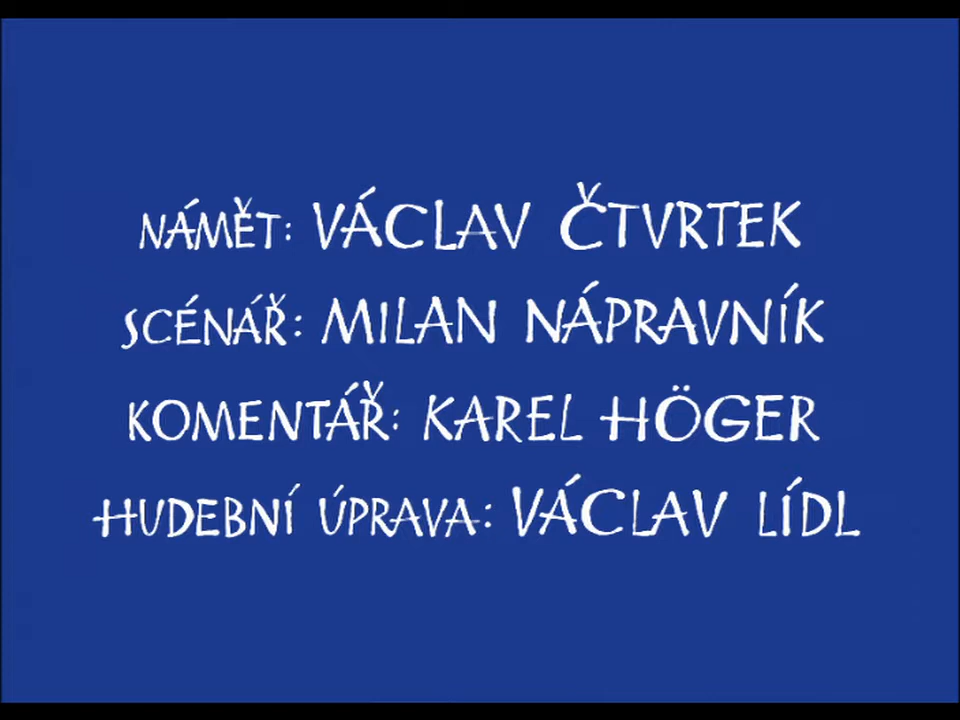 NÁMĚT: VÁCLAV ČTVRTEK
SCÉNÁŘ: MILAN NÁPRAVNÍK
KOMENTÁŘ: KAREL HÖGER
HUDEBNÍ ÚPRAVA: VÁCLAV LÍDL